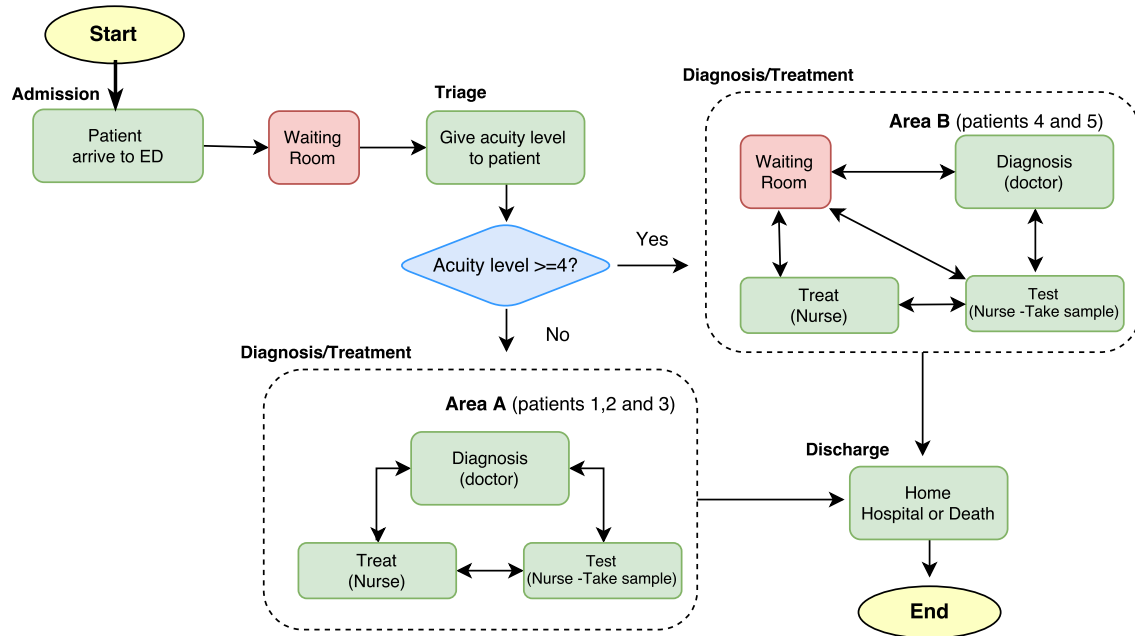 Start
Admission
Patient
arrive to ED
Waiting
Room
Triage
Give acuity level
to patient
Acuity level >=4?
Yes
No
Diagnosis/Treatment
Area B (patients 4 and 5)
Waiting
Room
Diagnosis
(doctor)
Treat
(Nurse)
Test
(Nurse -Take sample)
Diagnosis/Treatment
Area A (patients 1,2 and 3)
Diagnosis
(doctor)
Treat
(Nurse)
Test
(Nurse -Take sample)
Discharge
Home
Hospital or Death
End